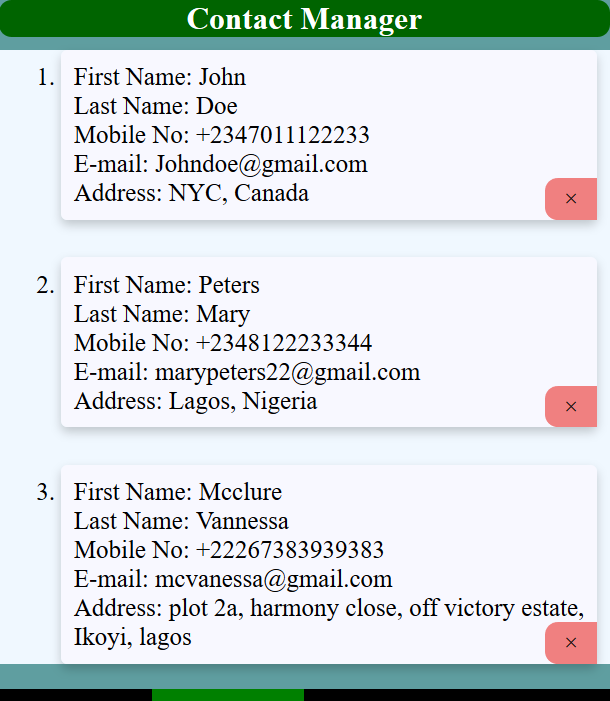 Contact Manager
1. First Name: John
Last Name: Doe
Mobile No: +2347011122233
E-mail: Johndoe@gmail.com
Address: NYC, Canada
×
2. First Name: Peters
Last Name: Mary
Mobile No: +2348122233344
E-mail: marypeters22@gmail.com
Address: Lagos, Nigeria
×
3. First Name: Mcclure
Last Name: Vannessa
Mobile No: +22267383939383
E-mail: mcvanessa@gmail.com
Address: plot 2a, harmony close, off victory estate,
Ikoyi, lagos
×